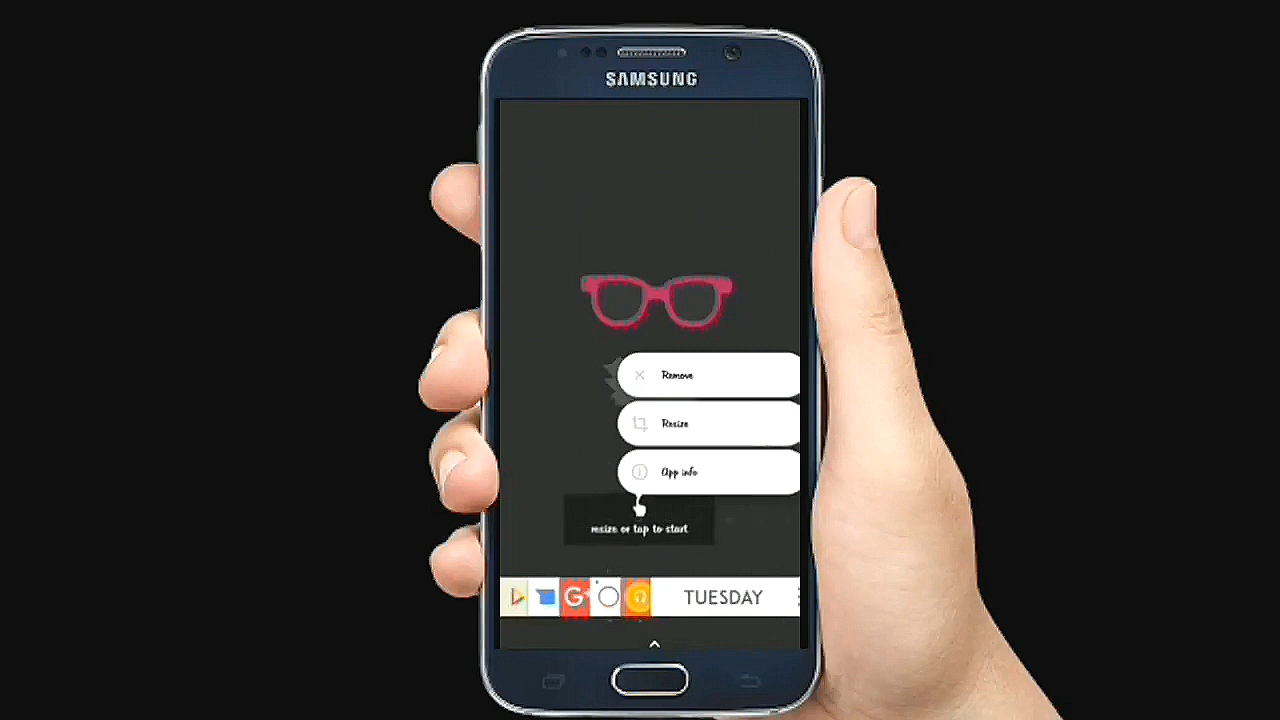 SAMSUNG
Remove
Resize
App info
resize or tap to start
G+
TUESDAY